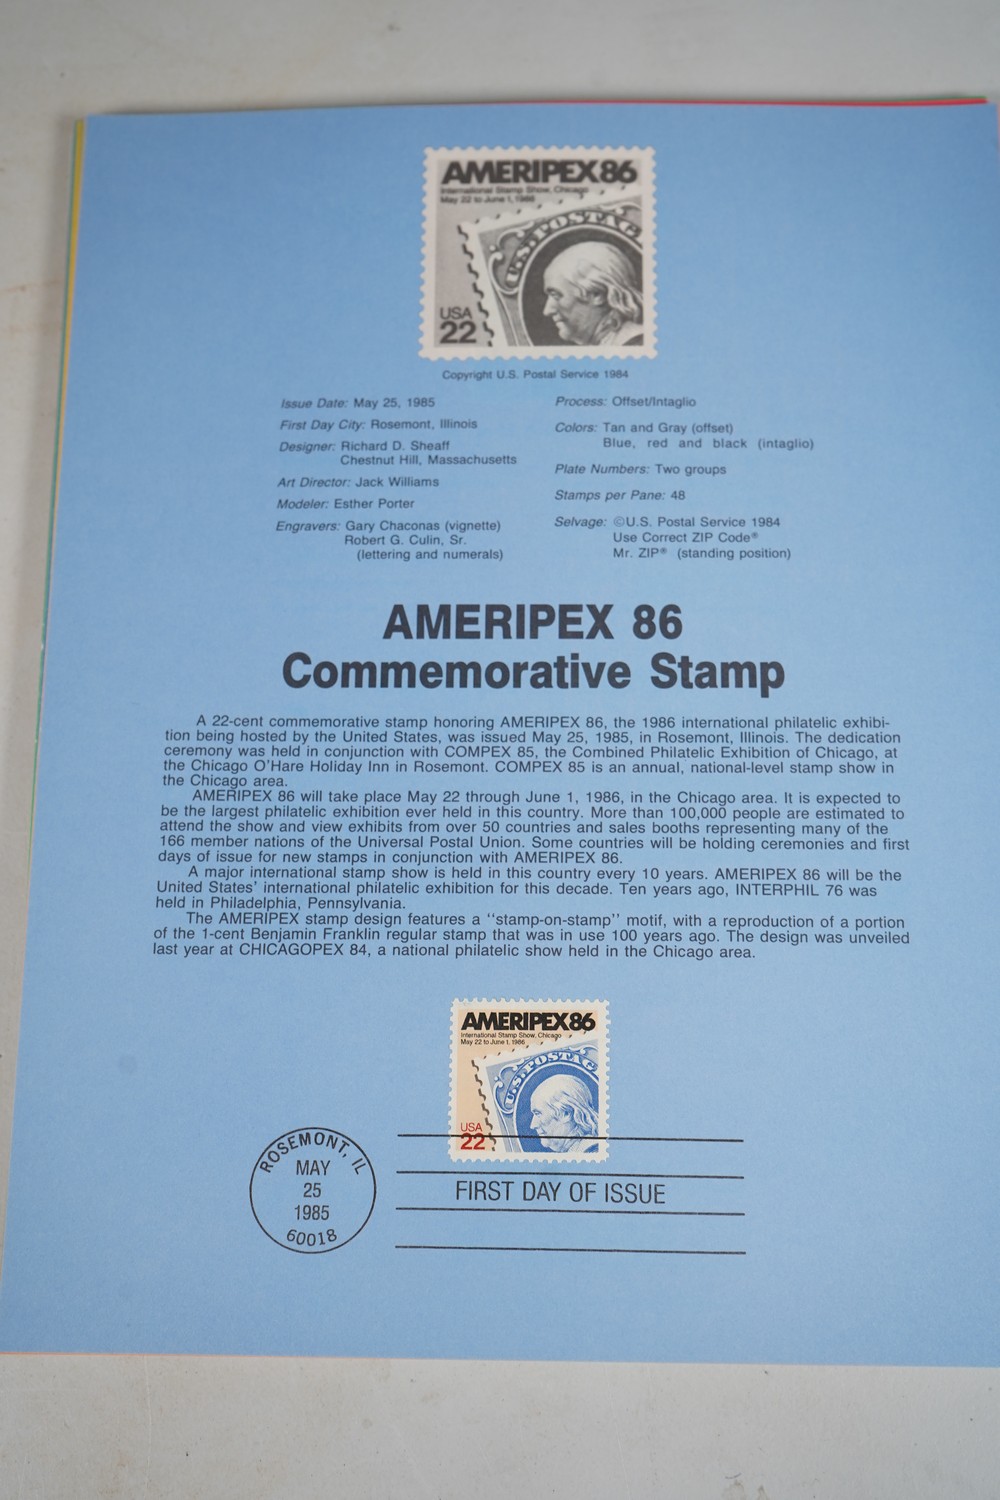 AMERIPEX 86
International Stamp Show, Chicago
May 22 to June 1, 1986
U.S. POSTAG
USA
22
Copyright U.S. Postal Service 1984
Issue Date: May 25, 1985
First Day City: Rosemont, Illinois
Designer: Richard D. Sheaff
Chestnut Hill, Massachusetts
Art Director: Jack Williams
Modeler: Esther Porter
Engravers: Gary Chaconas (vignette)
Robert G. Culin, Sr.
(lettering and numerals)
Process: Offset/Intaglio
Colors: Tan and Gray (offset)
Blue, red and black (intaglio)
Plate Numbers: Two groups
Stamps per Pane: 48
Selvage: ©U.S. Postal Service 1984
Use Correct ZIP Code®
Mr. ZIP® (standing position)
AMERIPEX 86
Commemorative Stamp
A 22-cent commemorative stamp honoring AMERIPEX 86, the 1986 international philatelic exhibi-
tion being hosted by the United States, was issued May 25, 1985, in Rosemont, Illinois. The dedication
ceremony was held in conjunction with COMPEX 85, the Combined Philatelic Exhibition of Chicago, at
the Chicago O'Hare Holiday Inn in Rosemont. COMPEX 85 is an annual, national-level stamp show in
the Chicago area.
AMERIPEX 86 will take place May 22 through June 1, 1986, in the Chicago area. It is expected to
be the largest philatelic exhibition ever held in this country. More than 100,000 people are estimated to
attend the show and view exhibits from over 50 countries and sales booths representing many of the
166 member nations of the Universal Postal Union. Some countries will be holding ceremonies and first
days of issue for new stamps in conjunction with AMERIPEX 86.
A major international stamp show is held in this country every 10 years. AMERIPEX 86 will be the
United States' international philatelic exhibition for this decade. Ten years ago, INTERPHIL 76 was
held in Philadelphia, Pennsylvania.
The AMERIPEX stamp design features a ''stamp-on-stamp'' motif, with a reproduction of a portion
of the 1-cent Benjamin Franklin regular stamp that was in use 100 years ago. The design was unveiled
last year at CHICAGOPEX 84, a national philatelic show held in the Chicago area.
AMERIPEX 86
International Stamp Show, Chicago
May 22 to June 1, 1986
U.S. POSTAG
USA
22
ROSEMONT, IL
MAY
25
1985
60018
FIRST DAY OF ISSUE